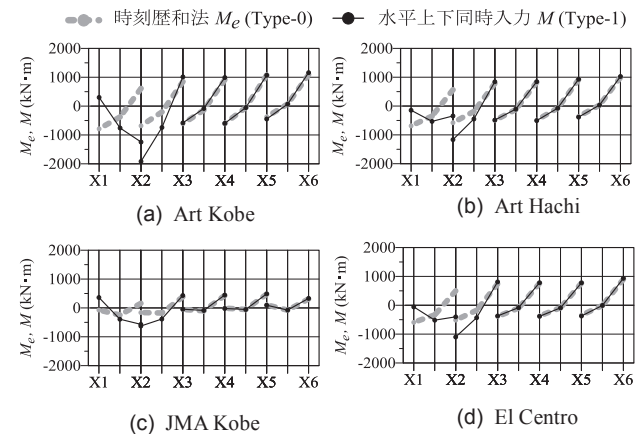 時刻歴和法 Me (Type-0) 水平上下同時入力 M (Type-1)
Me, M (kN・m)
2000
1000
0
-1000
-2000
X1 X2 X3 X4 X5 X6
(a) Art Kobe
Me, M (kN・m)
2000
1000
0
-1000
-2000
X1 X2 X3 X4 X5 X6
(b) Art Hachi
Me, M (kN・m)
2000
1000
0
-1000
-2000
X1 X2 X3 X4 X5 X6
(c) JMA Kobe
Me, M (kN・m)
2000
1000
0
-1000
-2000
X1 X2 X3 X4 X5 X6
(d) El Centro